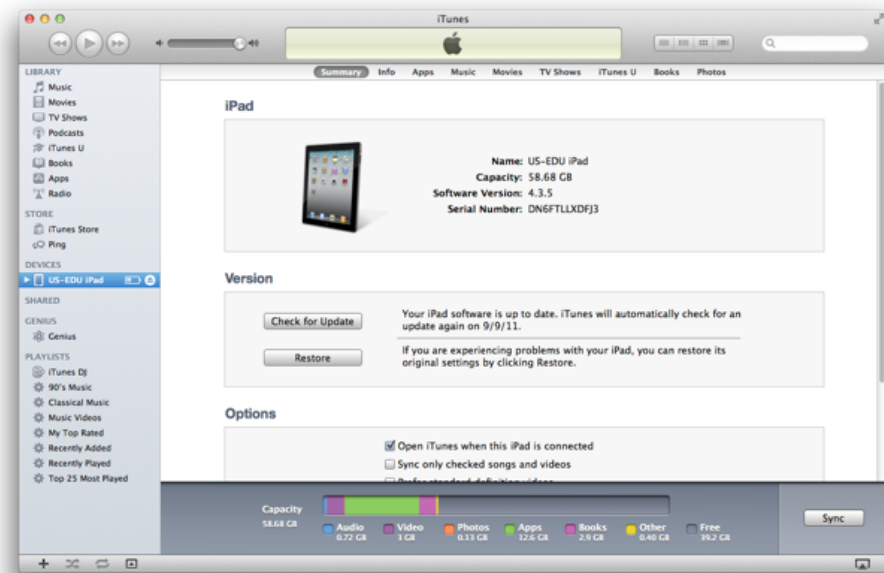 iTunes
Summary Info Apps Music Movies TV Shows iTunes U Books Photos
LIBRARY
Music
Movies
TV Shows
Podcasts
iTunes U
Books
Apps
Radio
STORE
iTunes Store
Ping
DEVICES
US-EDU iPad
SHARED
GENIUS
Genius
PLAYLISTS
iTunes DJ
90's Music
Classical Music
Music Videos
My Top Rated
Recently Added
Recently Played
Top 25 Most Played
iPad
Name: US-EDU iPad
Capacity: 58.68 GB
Software Version: 4.3.5
Serial Number: DN6FTLLXDFJ3
Version
Check for Update
Your iPad software is up to date. iTunes will automatically check for an
update again on 9/9/11.
Restore
If you are experiencing problems with your iPad, you can restore its
original settings by clicking Restore.
Options
Open iTunes when this iPad is connected
Sync only checked songs and videos
Prefer standard definition videos
Capacity
58.68 GB
Audio
0.72 GB
Video
3 GB
Photos
0.13 GB
Apps
12.6 GB
Books
2.9 GB
Other
0.40 GB
Free
39.2 GB
Sync